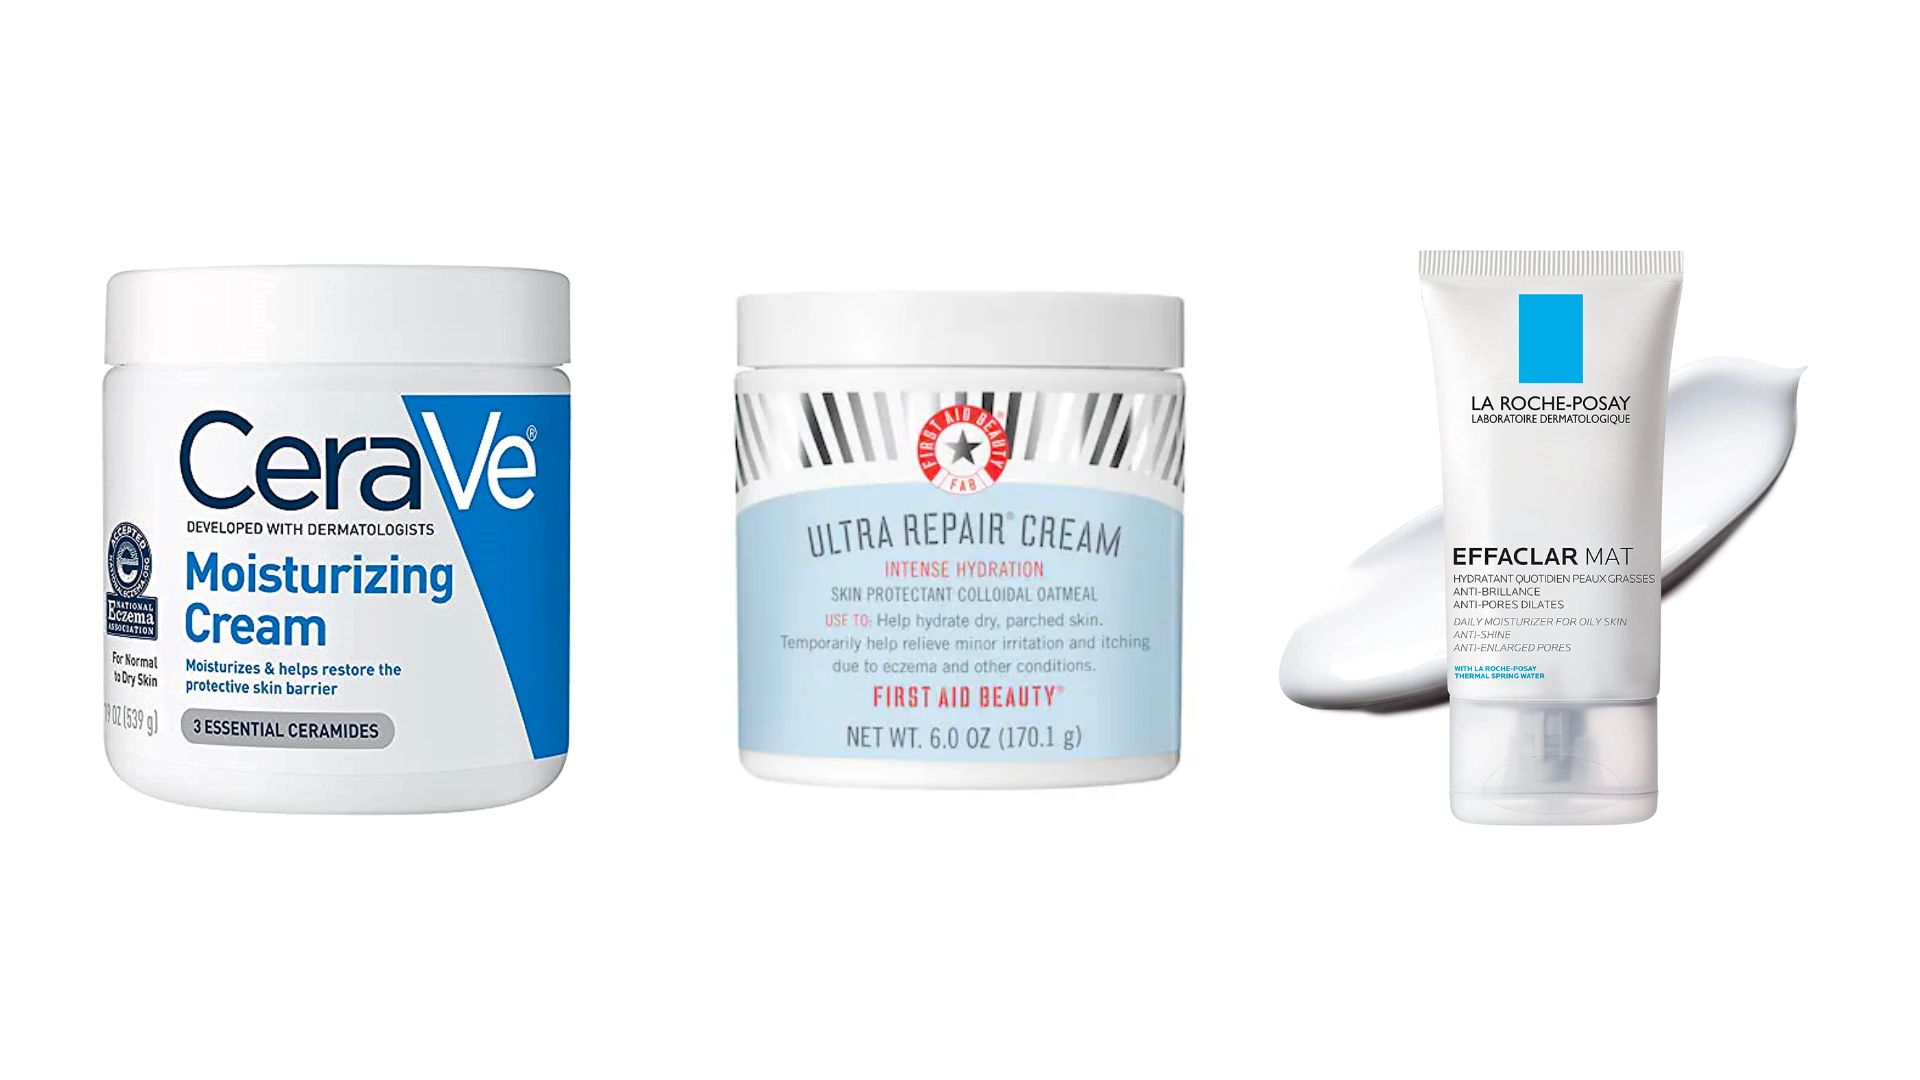 CeraVe®
DEVELOPED WITH DERMATOLOGISTS
Moisturizing
Cream
Moisturizes & helps restore the
protective skin barrier
3 ESSENTIAL CERAMIDES
ACCEPTED
NATIONAL
Eczema
ASSOCIATION
For Normal
to Dry Skin
19 OZ (539 g)
FIRST AID BEAUTY®
FAB
ULTRA REPAIR® CREAM
INTENSE HYDRATION
SKIN PROTECTANT COLLOIDAL OATMEAL
USE TO: Help hydrate dry, parched skin.
Temporarily help relieve minor irritation and itching
due to eczema and other conditions.
FIRST AID BEAUTY®
NET WT. 6.0 OZ (170.1 g)
LA ROCHE-POSAY
LABORATOIRE DERMATOLOGIQUE
EFFACLAR MAT
HYDRATANT QUOTIDIEN PEAUX GRASSES
ANTI-BRILLANCE
ANTI-PORES DILATES
DAILY MOISTURIZER FOR OILY SKIN
ANTI-SHINE
ANTI-ENLARGED PORES
WITH LA ROCHE-POSAY
THERMAL SPRING WATER